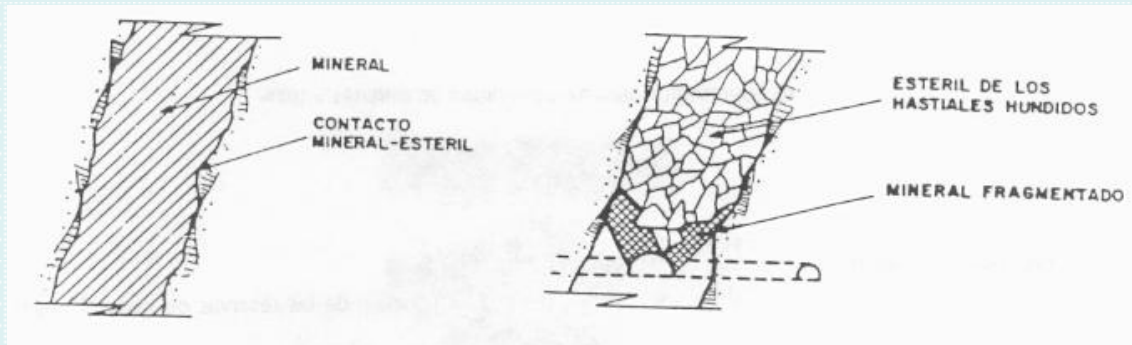 MINERAL
CONTACTO
MINERAL-ESTERIL
ESTERIL DE LOS
HASTIALES HUNDIDOS
MINERAL FRAGMENTADO